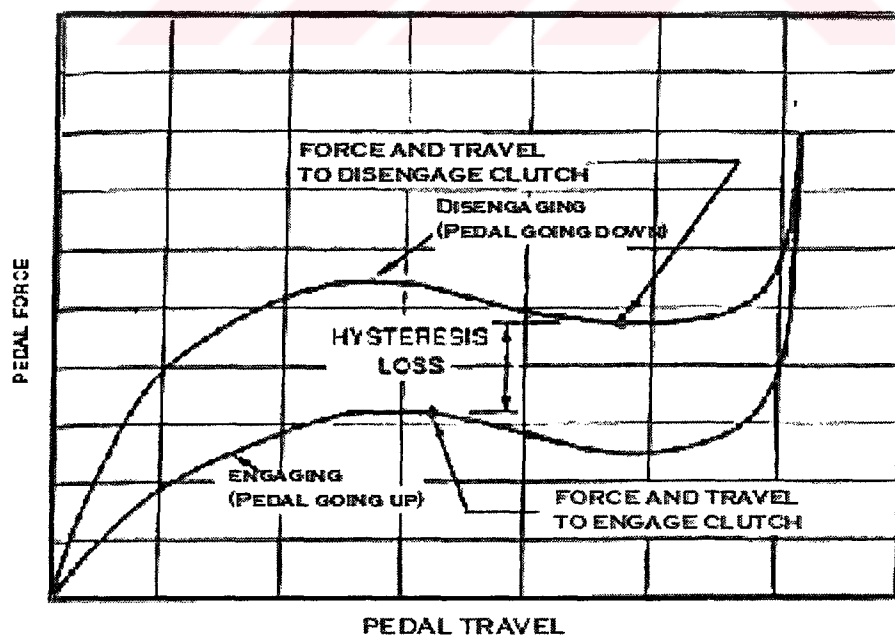 FORCE AND TRAVEL
TO DISENGAGE CLUTCH
DISENGAGING
(PEDAL GOING DOWN)
PEDAL FORCE
HYSTERESIS
LOSS
ENGAGING
(PEDAL GOING UP)
FORCE AND TRAVEL
TO ENGAGE CLUTCH
PEDAL TRAVEL